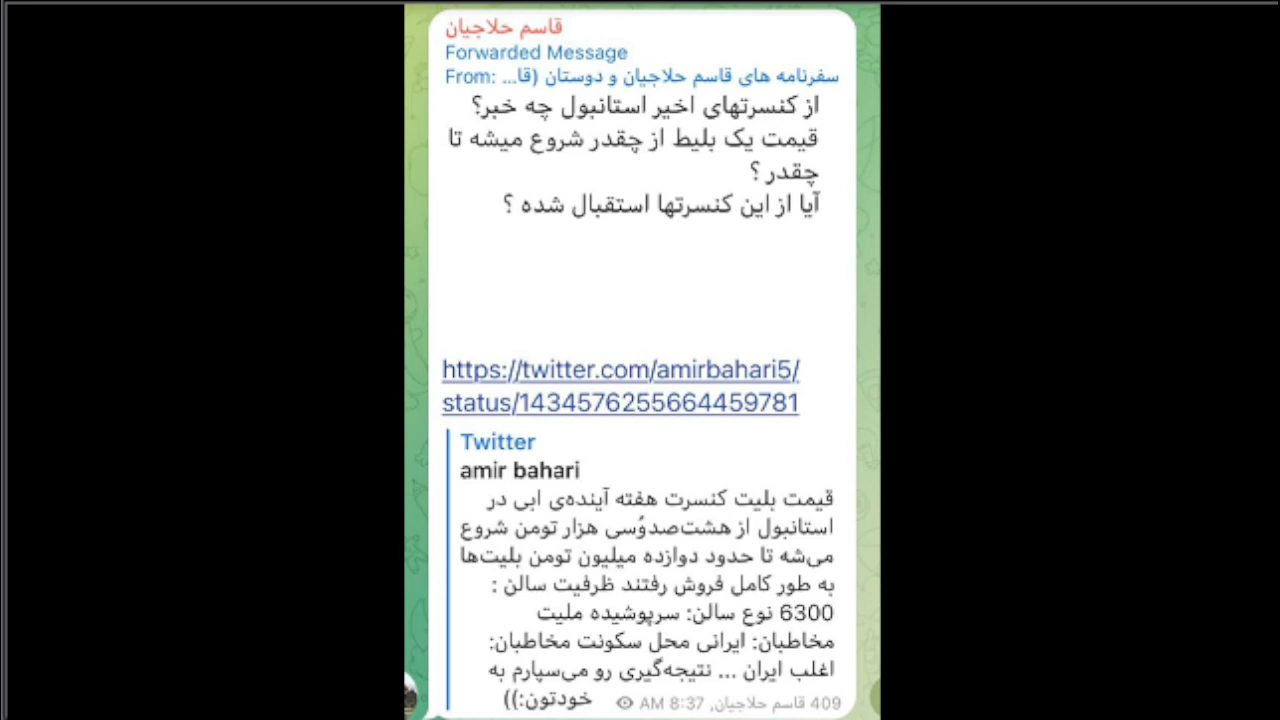 قاسم حلاجیان
Forwarded Message
From: سفرنامه های قاسم حلاجیان و دوستان (قا...
از کنسرتهای اخیر استانبول چه خبر؟
قیمت یک بلیط از چقدر شروع میشه تا
چقدر ؟
آیا از این کنسرتها استقبال شده ؟
https://twitter.com/amirbahari5/
status/1434576255664459781
Twitter
amir bahari
قیمت بلیت کنسرت هفته آینده‌ی ابی در
استانبول از هشت‌صدوُسی هزار تومن شروع
می‌شه تا حدود دوازده میلیون تومن بلیت‌ها
به طور کامل فروش رفتند ظرفیت سالن :
6300 نوع سالن: سرپوشیده ملیت
مخاطبان: ایرانی محل سکونت مخاطبان:
اغلب ایران ... نتیجه‌گیری رو می‌سپارم به
خودتون:))
409 قاسم حلاجیان, 8:37 AM